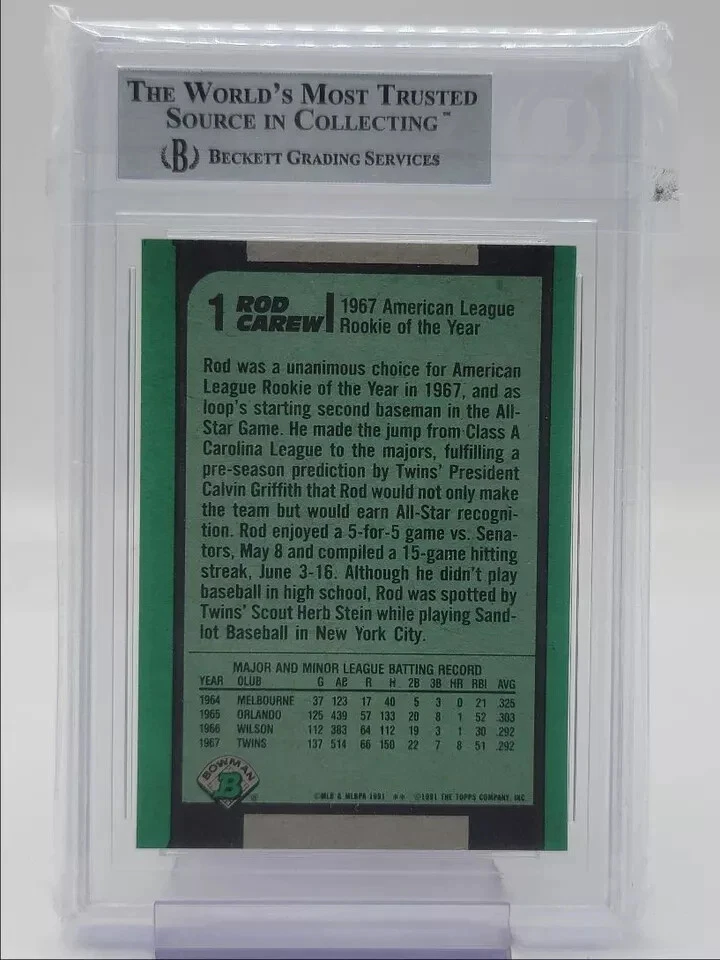 THE WORLD'S MOST TRUSTED
SOURCE IN COLLECTING™
B BECKETT GRADING SERVICES
1 ROD CAREW 1967 American League
Rookie of the Year
Rod was a unanimous choice for American
League Rookie of the Year in 1967, and as
loop's starting second baseman in the All-
Star Game. He made the jump from Class A
Carolina League to the majors, fulfilling a
pre-season prediction by Twins' President
Calvin Griffith that Rod would not only make
the team but would earn All-Star recogni-
tion. Rod enjoyed a 5-for-5 game vs. Sena-
tors, May 8 and compiled a 15-game hitting
streak, June 3-16. Although he didn't play
baseball in high school, Rod was spotted by
Twins' Scout Herb Stein while playing Sand-
lot Baseball in New York City.
MAJOR AND MINOR LEAGUE BATTING RECORD
YEAR CLUB G AB R H 2B 3B HR RBI AVG
1964 MELBOURNE 37 123 17 40 5 3 0 21 .325
1965 ORLANDO 125 439 57 133 20 8 1 52 .303
1966 WILSON 112 383 64 112 19 3 1 30 .292
1967 TWINS 137 514 66 150 22 7 8 51 .292
BOWMAN
B ®
©MLB & MLBPA 1991 ** ©1991 THE TOPPS COMPANY, INC.